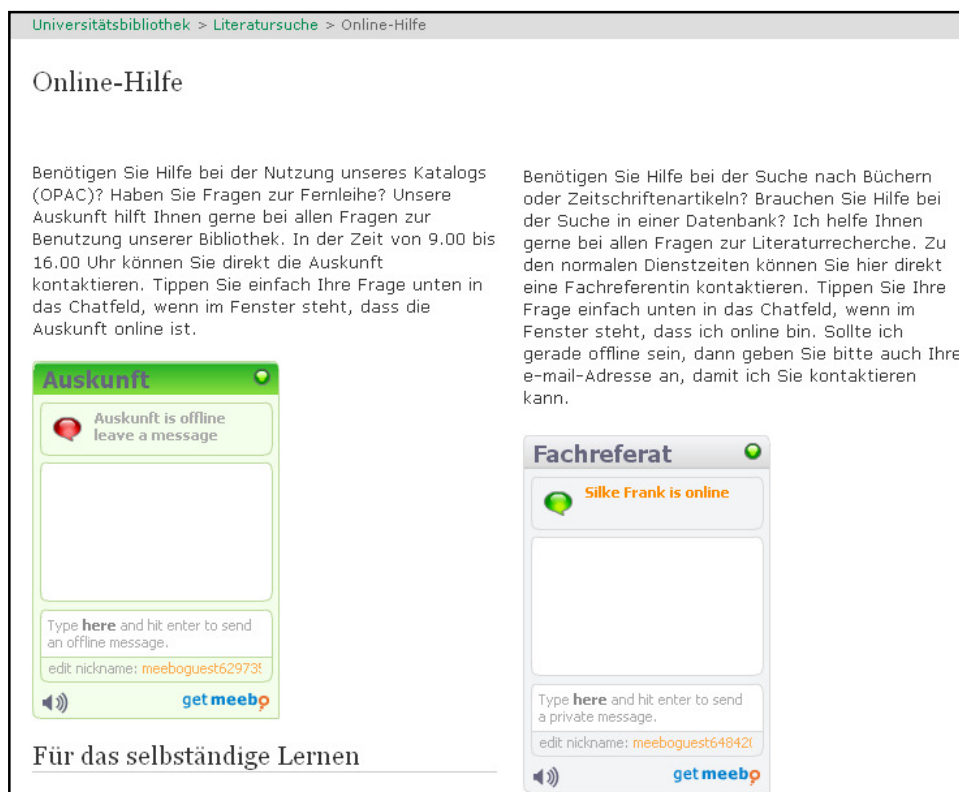 Universitätsbibliothek > Literatursuche > Online-Hilfe
Online-Hilfe
Benötigen Sie Hilfe bei der Nutzung unseres Katalogs
(OPAC)? Haben Sie Fragen zur Fernleihe? Unsere
Auskunft hilft Ihnen gerne bei allen Fragen zur
Benutzung unserer Bibliothek. In der Zeit von 9.00 bis
16.00 Uhr können Sie direkt die Auskunft
kontaktieren. Tippen Sie einfach Ihre Frage unten in
das Chatfeld, wenn im Fenster steht, dass die
Auskunft online ist.
Auskunft
Auskunft is offline
leave a message
Type here and hit enter to send
an offline message.
edit nickname: meeboguest629735
get meebo
Für das selbständige Lernen
Benötigen Sie Hilfe bei der Suche nach Büchern
oder Zeitschriftenartikeln? Brauchen Sie Hilfe bei
der Suche in einer Datenbank? Ich helfe Ihnen
gerne bei allen Fragen zur Literaturrecherche. Zu
den normalen Dienstzeiten können Sie hier direkt
eine Fachreferentin kontaktieren. Tippen Sie Ihre
Frage einfach unten in das Chatfeld, wenn im
Fenster steht, dass ich online bin. Sollte ich
gerade offline sein, dann geben Sie bitte auch Ihre
e-mail-Adresse an, damit ich Sie kontaktieren
kann.
Fachreferat
Silke Frank is online
Type here and hit enter to send
a private message.
edit nickname: meeboguest64842
get meebo